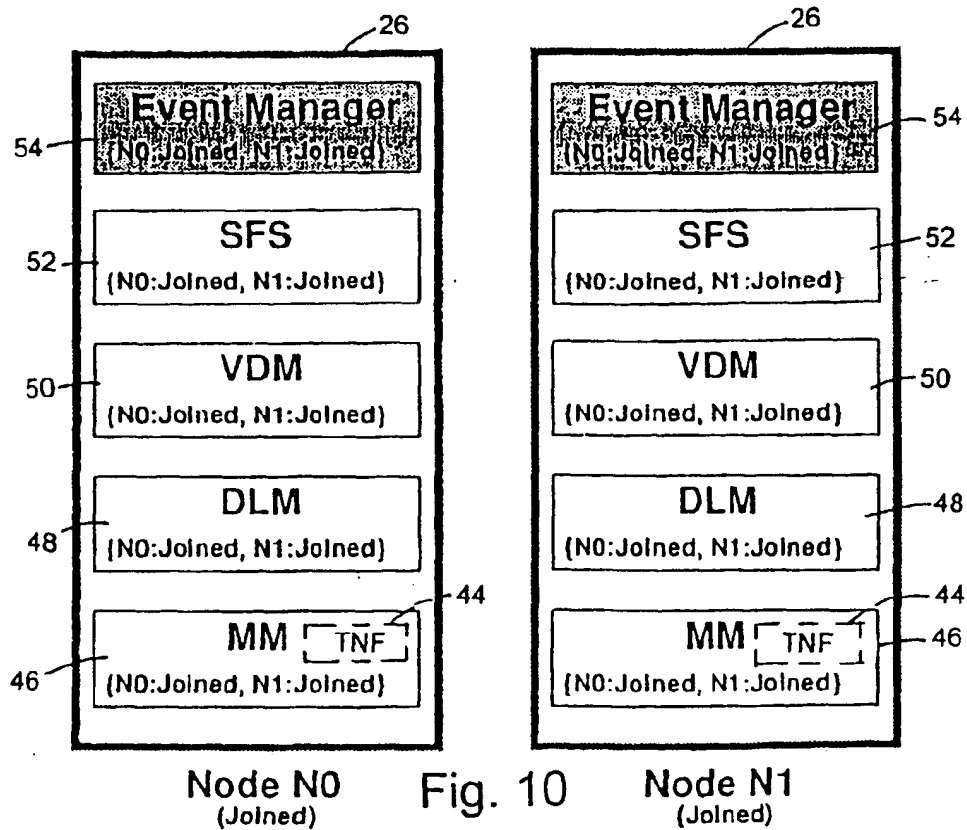 26
Event Manager
54
{N0:Joined, N1:Joined}
SFS
52
{N0:Joined, N1:Joined}
VDM
50
{N0:Joined, N1:Joined}
DLM
48
{N0:Joined, N1:Joined}
44
MM
TNF
46
{N0:Joined, N1:Joined}
Node N0
(Joined)
26
Event Manager
54
{N0:Joined, N1:Joined}
SFS
52
{N0:Joined, N1:Joined}
VDM
50
{N0:Joined, N1:Joined}
DLM
48
{N0:Joined, N1:Joined}
44
MM
TNF
46
{N0:Joined, N1:Joined}
Node N1
(Joined)
Fig. 10